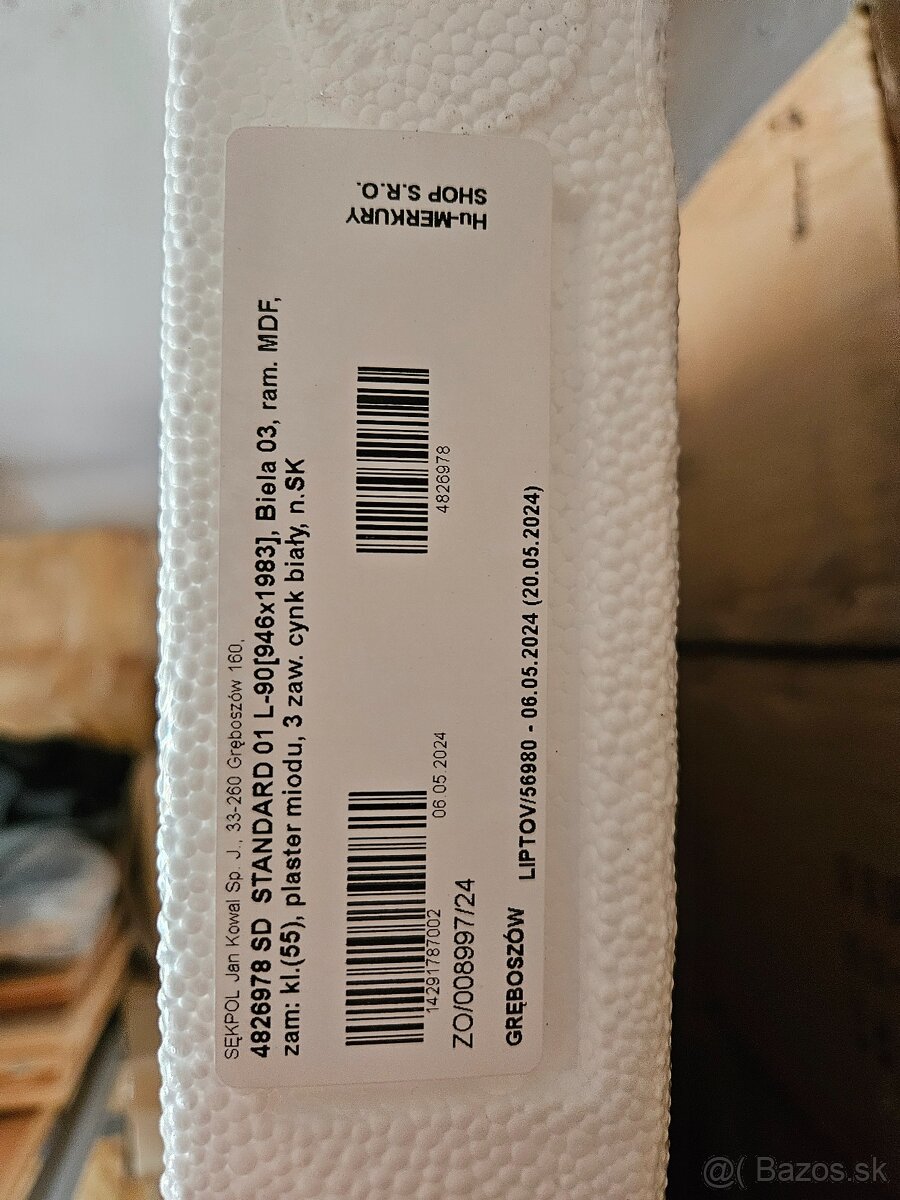 SĘKPOL Jan Kowal Sp. J., 33-260 Gręboszów 160,
4826978 SD STANDARD 01 L-90[946x1983], Biela 03, ram. MDF,
zam: kl.(55), plaster miodu, 3 zaw. cynk biały, n.SK
14291787002
06.05.2024
4826978
Hu-MERKURY
SHOP S.R.O.
ZO/008997/24
GRĘBOSZÓW
LIPTOV/56980 - 06.05.2024 (20.05.2024)
@( Bazos.sk